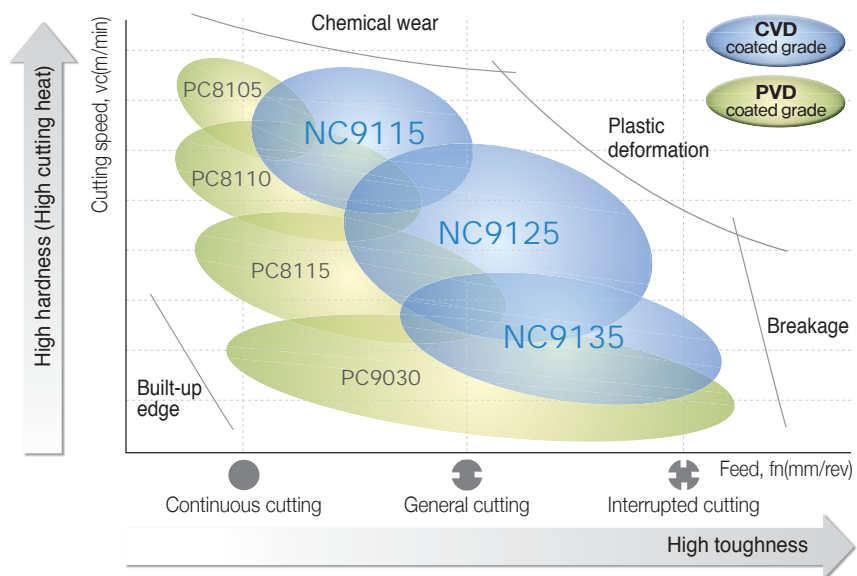 Chemical wear
CVD
coated grade
PVD
coated grade
High hardness (High cutting heat)
Cutting speed, vc(m/min)
PC8105
NC9115
PC8110
Plastic
deformation
NC9125
PC8115
NC9135
Breakage
PC9030
Built-up
edge
Feed, fn(mm/rev)
Continuous cutting
General cutting
Interrupted cutting
High toughness